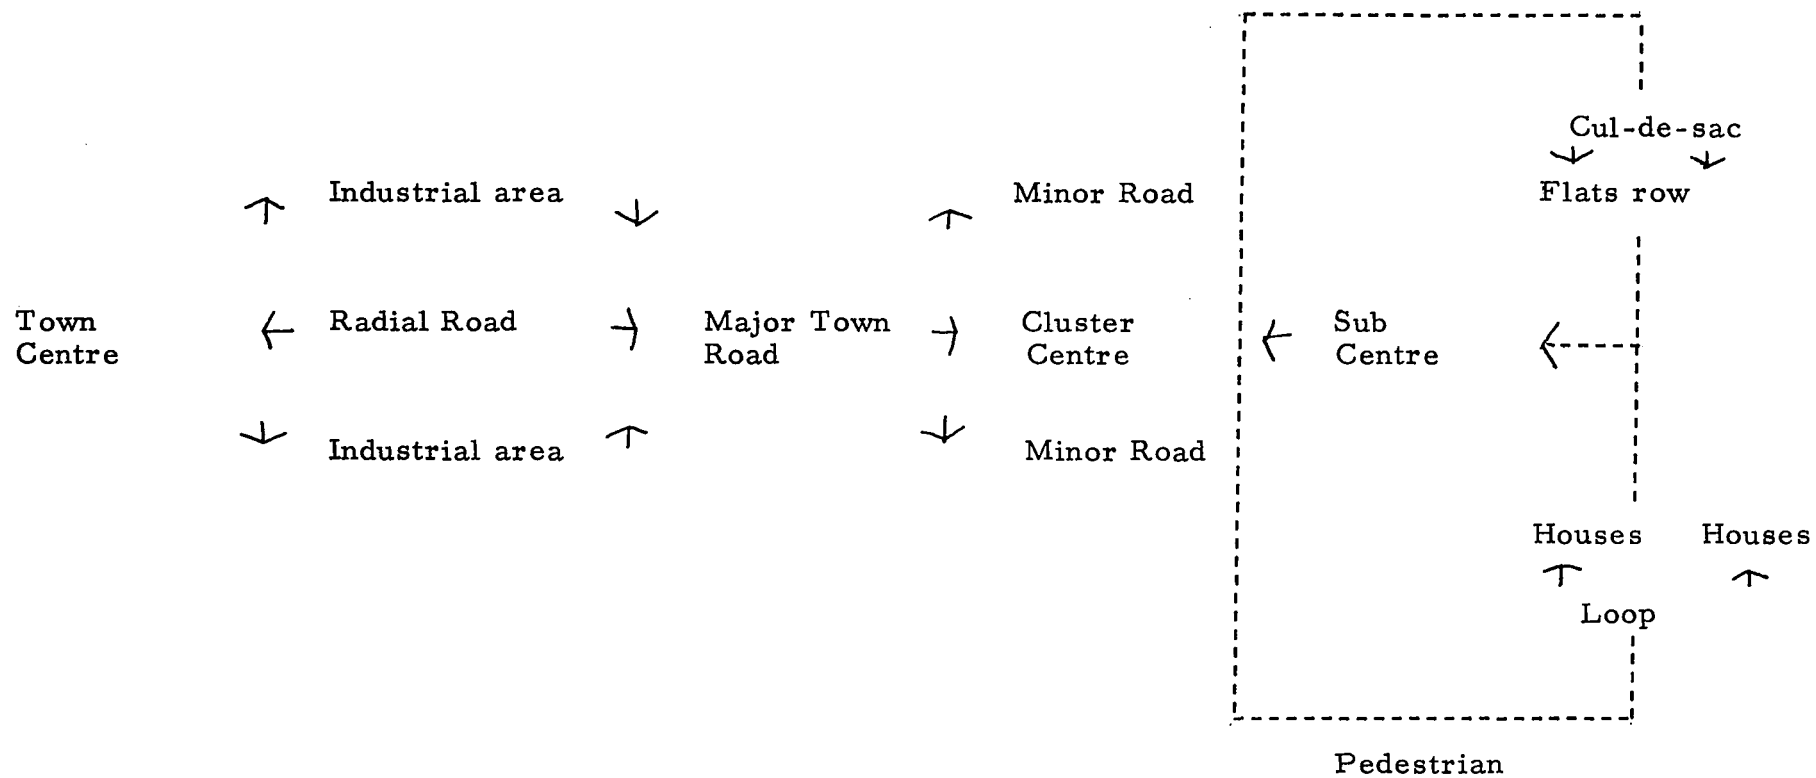 Cul-de-sac
Industrial area
Minor Road
Flats row
Town
Centre
Radial Road
Major Town
Road
Cluster
Centre
Sub
Centre
Industrial area
Minor Road
Houses
Houses
Loop
Pedestrian